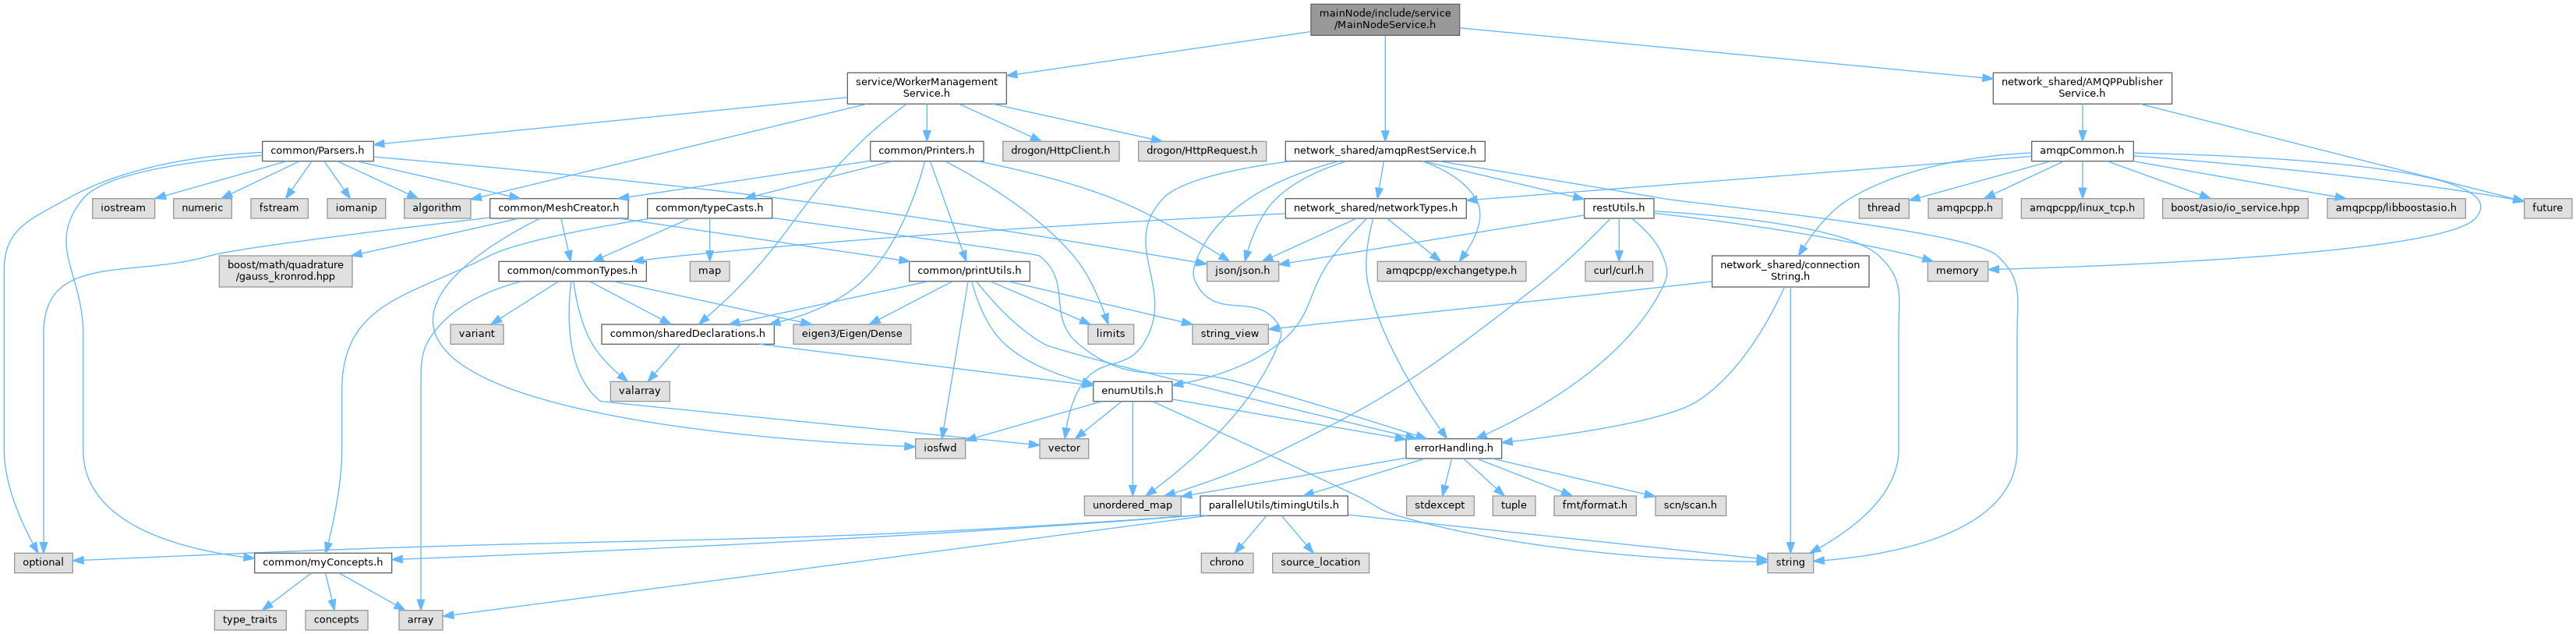 mainNode/include/service
/MainNodeService.h
service/WorkerManagement
Service.h
network_shared/AMQPPublisher
Service.h
common/Parsers.h
common/Printers.h
drogon/HttpClient.h
drogon/HttpRequest.h
network_shared/amqpRestService.h
amqpCommon.h
iostream
numeric
fstream
iomanip
algorithm
common/MeshCreator.h
common/typeCasts.h
network_shared/networkTypes.h
restUtils.h
thread
amqpcpp.h
amqpcpp/linux_tcp.h
boost/asio/io_service.hpp
amqpcpp/libboostasio.h
future
boost/math/quadrature
/gauss_kronrod.hpp
common/commonTypes.h
map
common/printUtils.h
json/json.h
amqpcpp/exchangetype.h
curl/curl.h
network_shared/connection
String.h
memory
variant
common/sharedDeclarations.h
eigen3/Eigen/Dense
limits
string_view
valarray
enumUtils.h
iosfwd
vector
errorHandling.h
unordered_map
parallelUtils/timingUtils.h
stdexcept
tuple
fmt/format.h
scn/scan.h
optional
common/myConcepts.h
chrono
source_location
string
type_traits
concepts
array